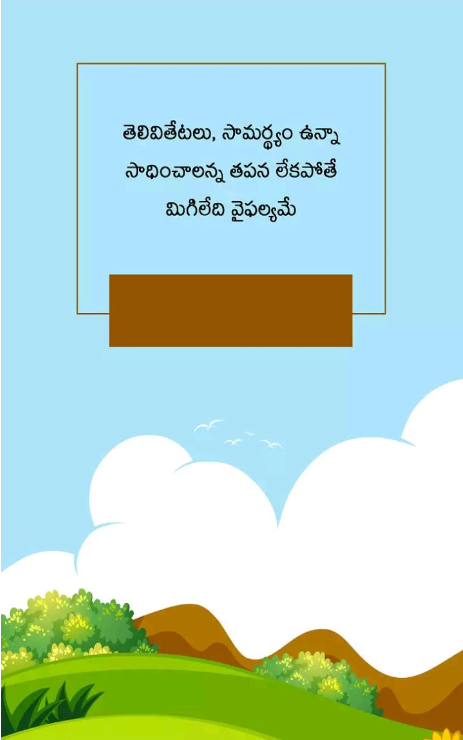 తెలివితేటలు, సామర్థ్యం ఉన్నా
సాధించాలన్న తపన లేకపోతే
మిగిలేది వైఫల్యమే